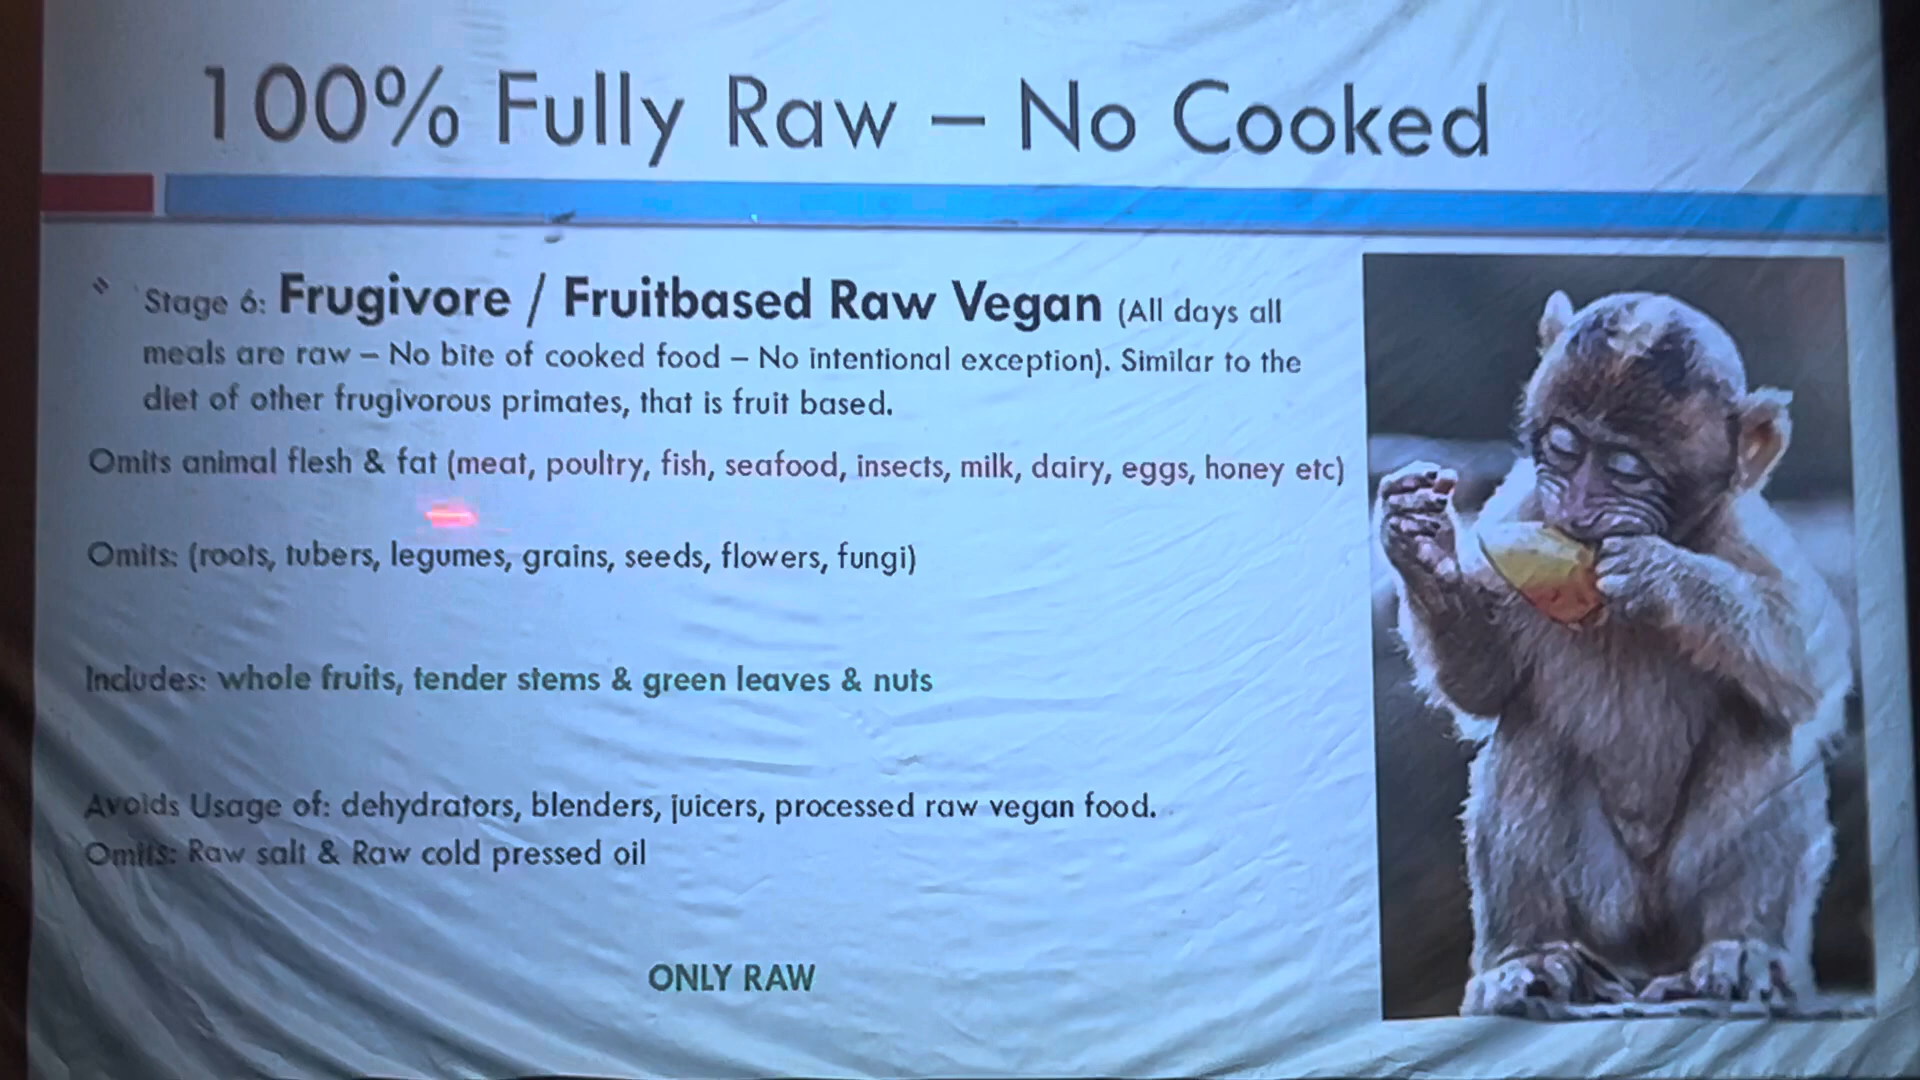 100% Fully Raw – No Cooked
Stage 6: Frugivore / Fruitbased Raw Vegan (All days all
meals are raw – No bite of cooked food – No intentional exception). Similar to the
diet of other frugivorous primates, that is fruit based.
Omits animal flesh & fat (meat, poultry, fish, seafood, insects, milk, dairy, eggs, honey etc)
Omits: (roots, tubers, legumes, grains, seeds, flowers, fungi)
Includes: whole fruits, tender stems & green leaves & nuts
Avoids Usage of: dehydrators, blenders, juicers, processed raw vegan food.
Omits: Raw salt & Raw cold pressed oil
ONLY RAW